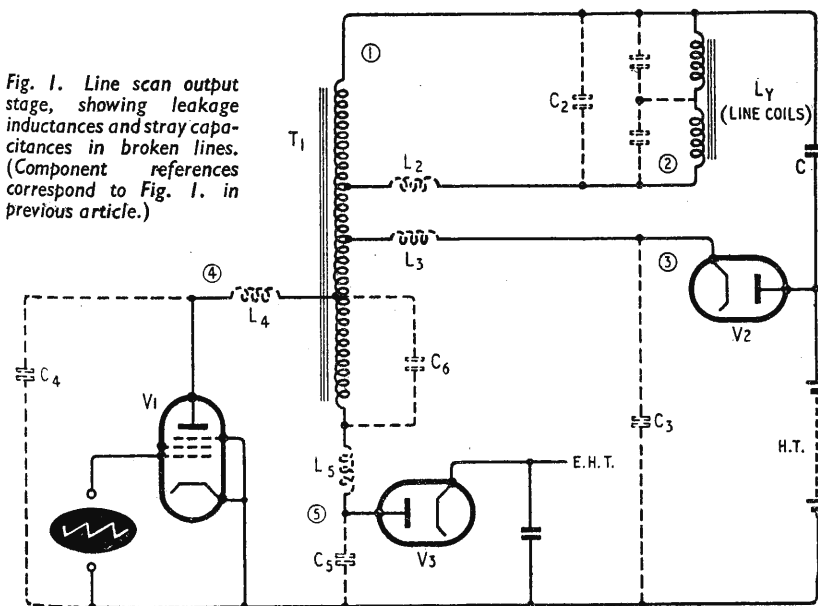 Fig. 1. Line scan output
stage, showing leakage
inductances and stray capa-
citances in broken lines.
(Component references
correspond to Fig. 1. in
previous article.)
①
T1
C2
LY
(LINE COILS)
②
C
L2
L3
③
V2
④
L4
C4
C6
V1
C3
H.T.
L5
E.H.T.
⑤
V3
C5